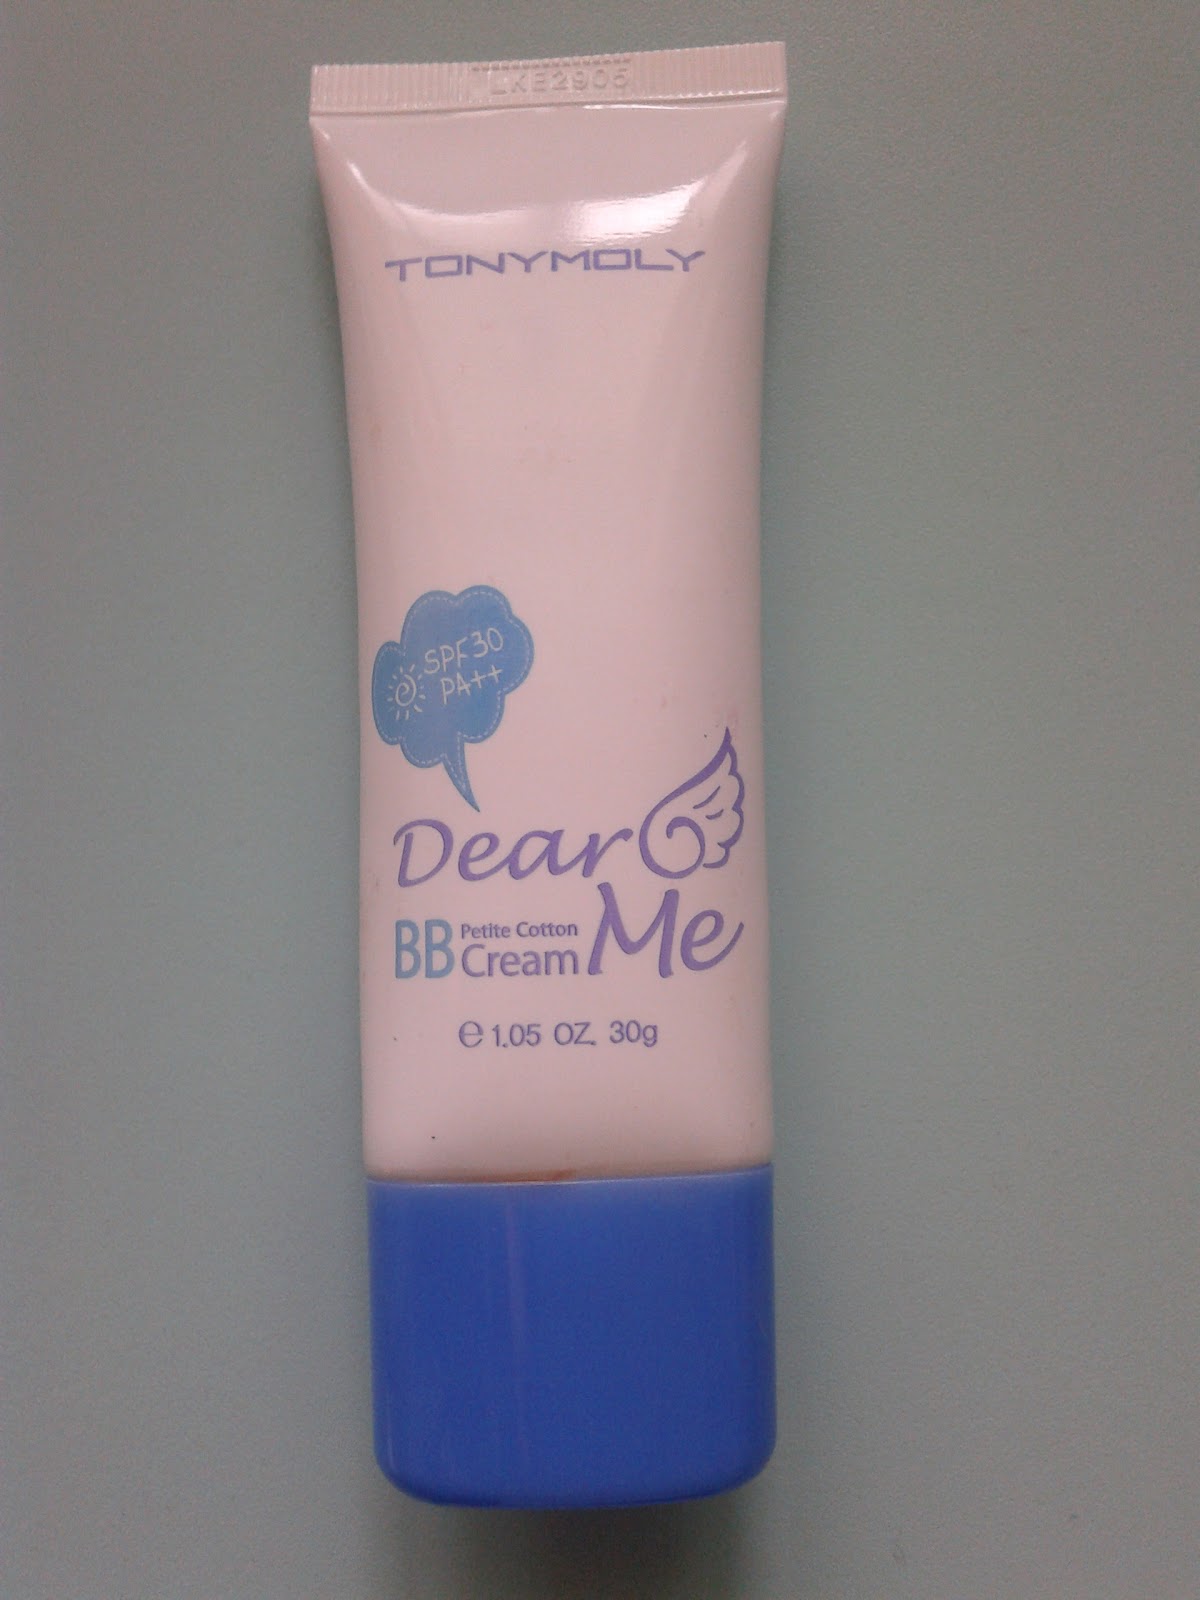 LKE2905
TONYMOLY
SPF30
PA++
Dear
Me
BB Petite Cotton
Cream
e 1.05 OZ. 30g